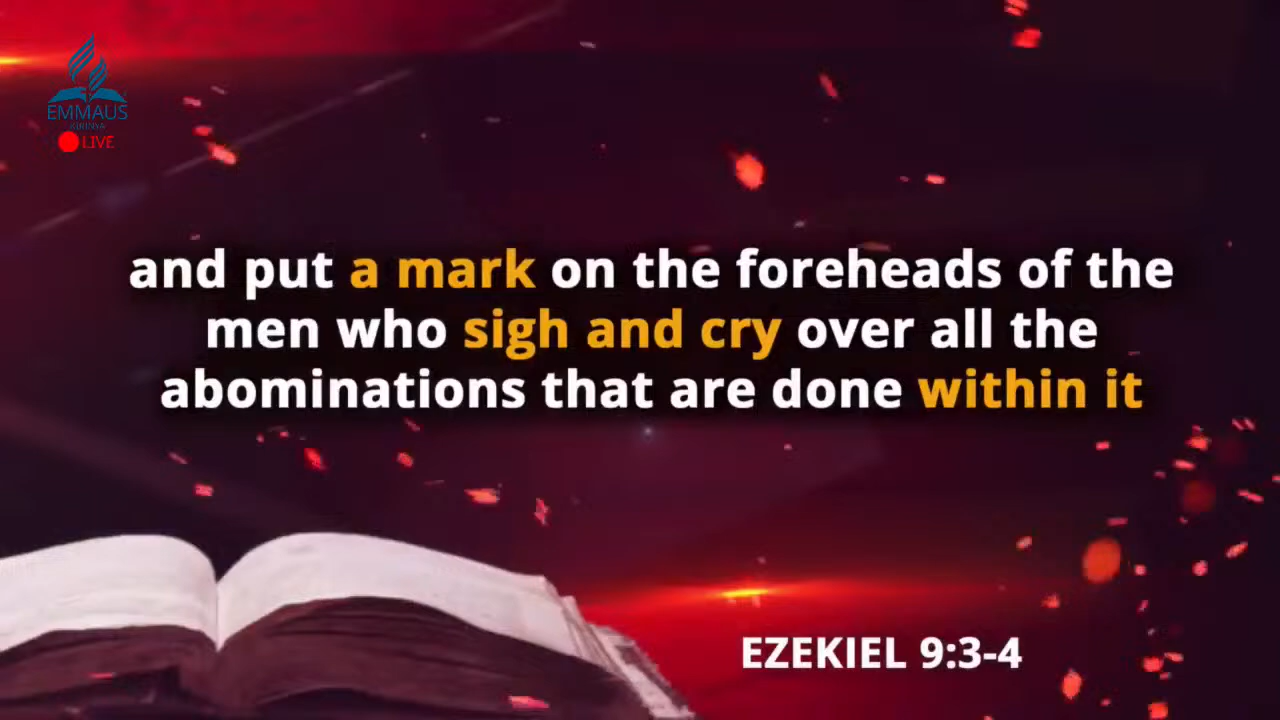 EMMAUS
KIRINYA
LIVE
and put a mark on the foreheads of the
men who sigh and cry over all the
abominations that are done within it
EZEKIEL 9:3-4